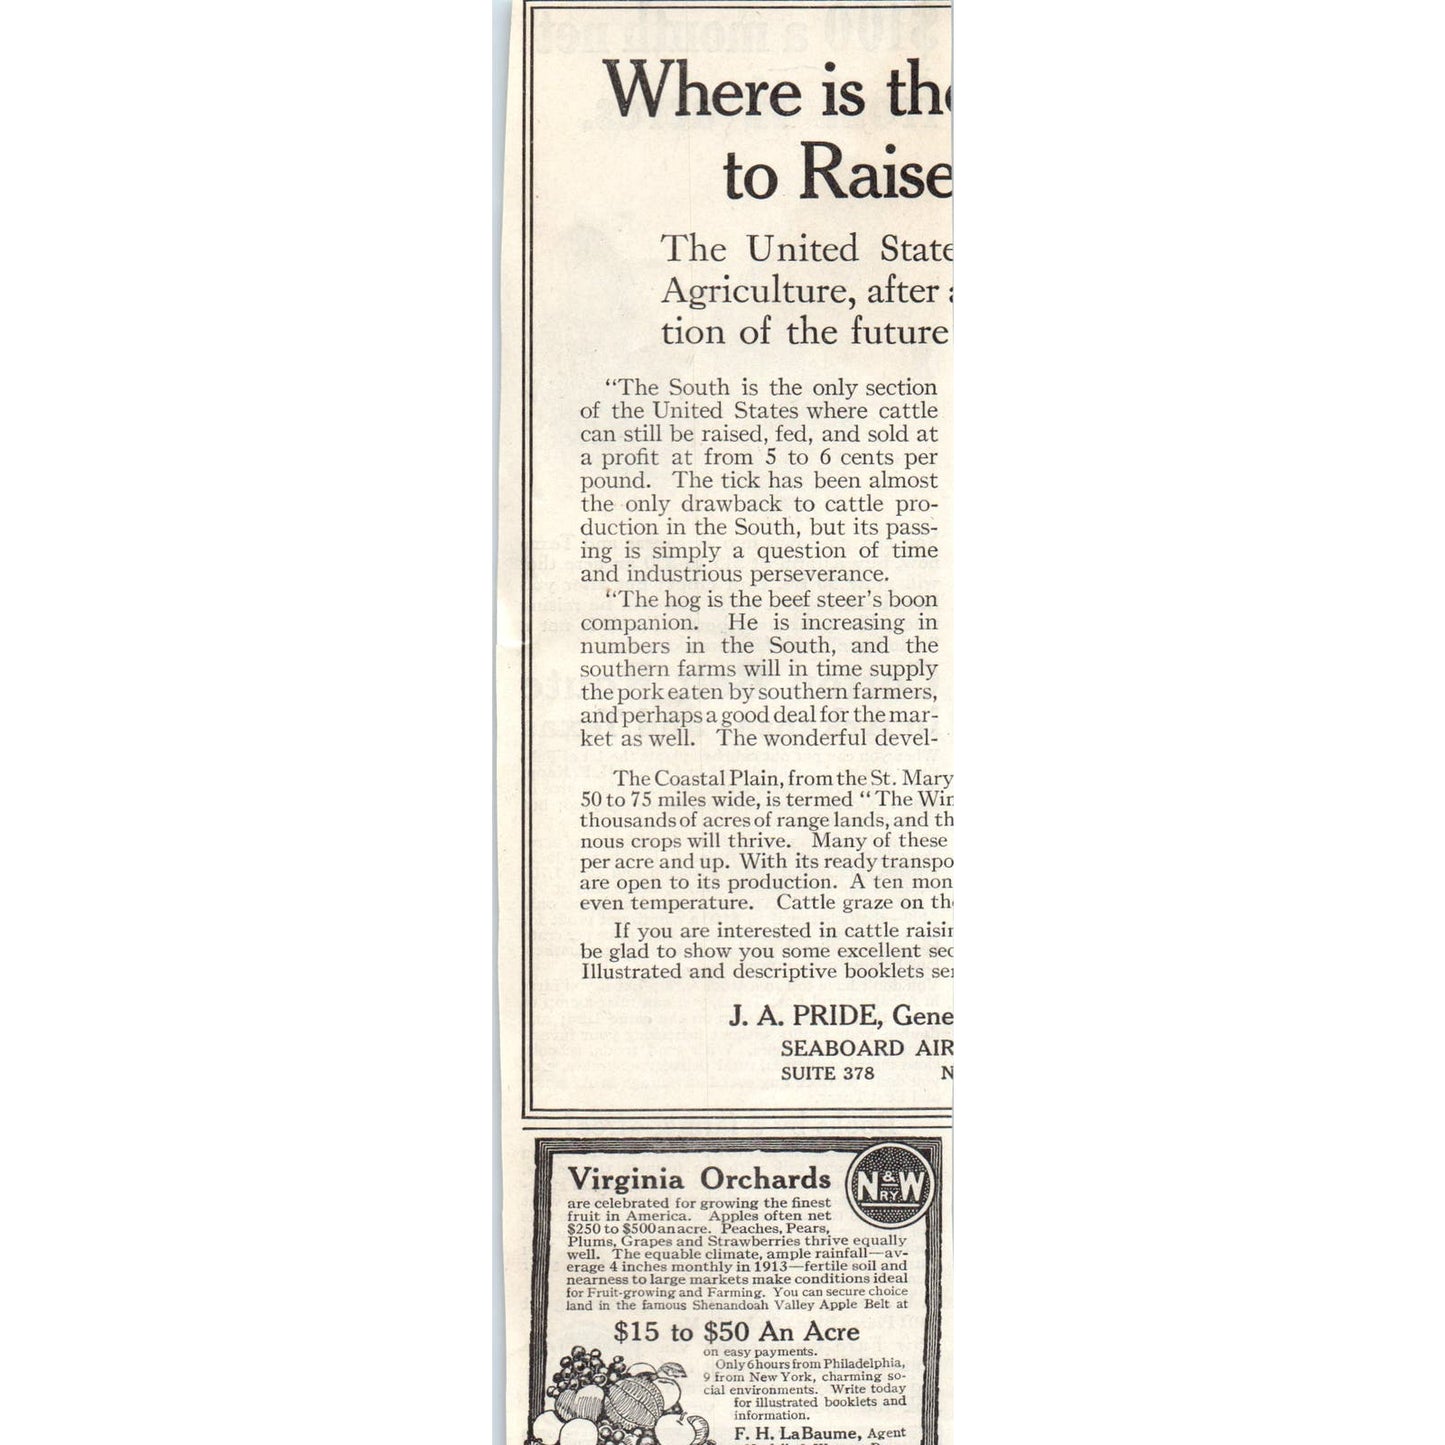 Where is the
to Raise
The United State
Agriculture, after
tion of the future
"The South is the only section
of the United States where cattle
can still be raised, fed, and sold at
a profit at from 5 to 6 cents per
pound. The tick has been almost
the only drawback to cattle pro-
duction in the South, but its pass-
ing is simply a question of time
and industrious perseverance.
"The hog is the beef steer's boon
companion. He is increasing in
numbers in the South, and the
southern farms will in time supply
the pork eaten by southern farmers,
and perhaps a good deal for the mar-
ket as well. The wonderful devel-
The Coastal Plain, from the St. Mary
50 to 75 miles wide, is termed "The Win
thousands of acres of range lands, and th
nous crops will thrive. Many of these
per acre and up. With its ready transpo
are open to its production. A ten mon
even temperature. Cattle graze on th
If you are interested in cattle raisin
be glad to show you some excellent sec
Illustrated and descriptive booklets se
J. A. PRIDE, Gene
SEABOARD AIR
SUITE 378 N
Virginia Orchards
N & W
RY.
are celebrated for growing the finest
fruit in America. Apples often net
$250 to $500 an acre. Peaches, Pears,
Plums, Grapes and Strawberries thrive equally
well. The equable climate, ample rainfall—av-
erage 4 inches monthly in 1913—fertile soil and
nearness to large markets make conditions ideal
for Fruit-growing and Farming. You can secure choice
land in the famous Shenandoah Valley Apple Belt at
$15 to $50 An Acre
on easy payments.
Only 6 hours from Philadelphia,
9 from New York, charming so-
cial environments. Write today
for illustrated booklets and
information.
F. H. LaBaume, Agent